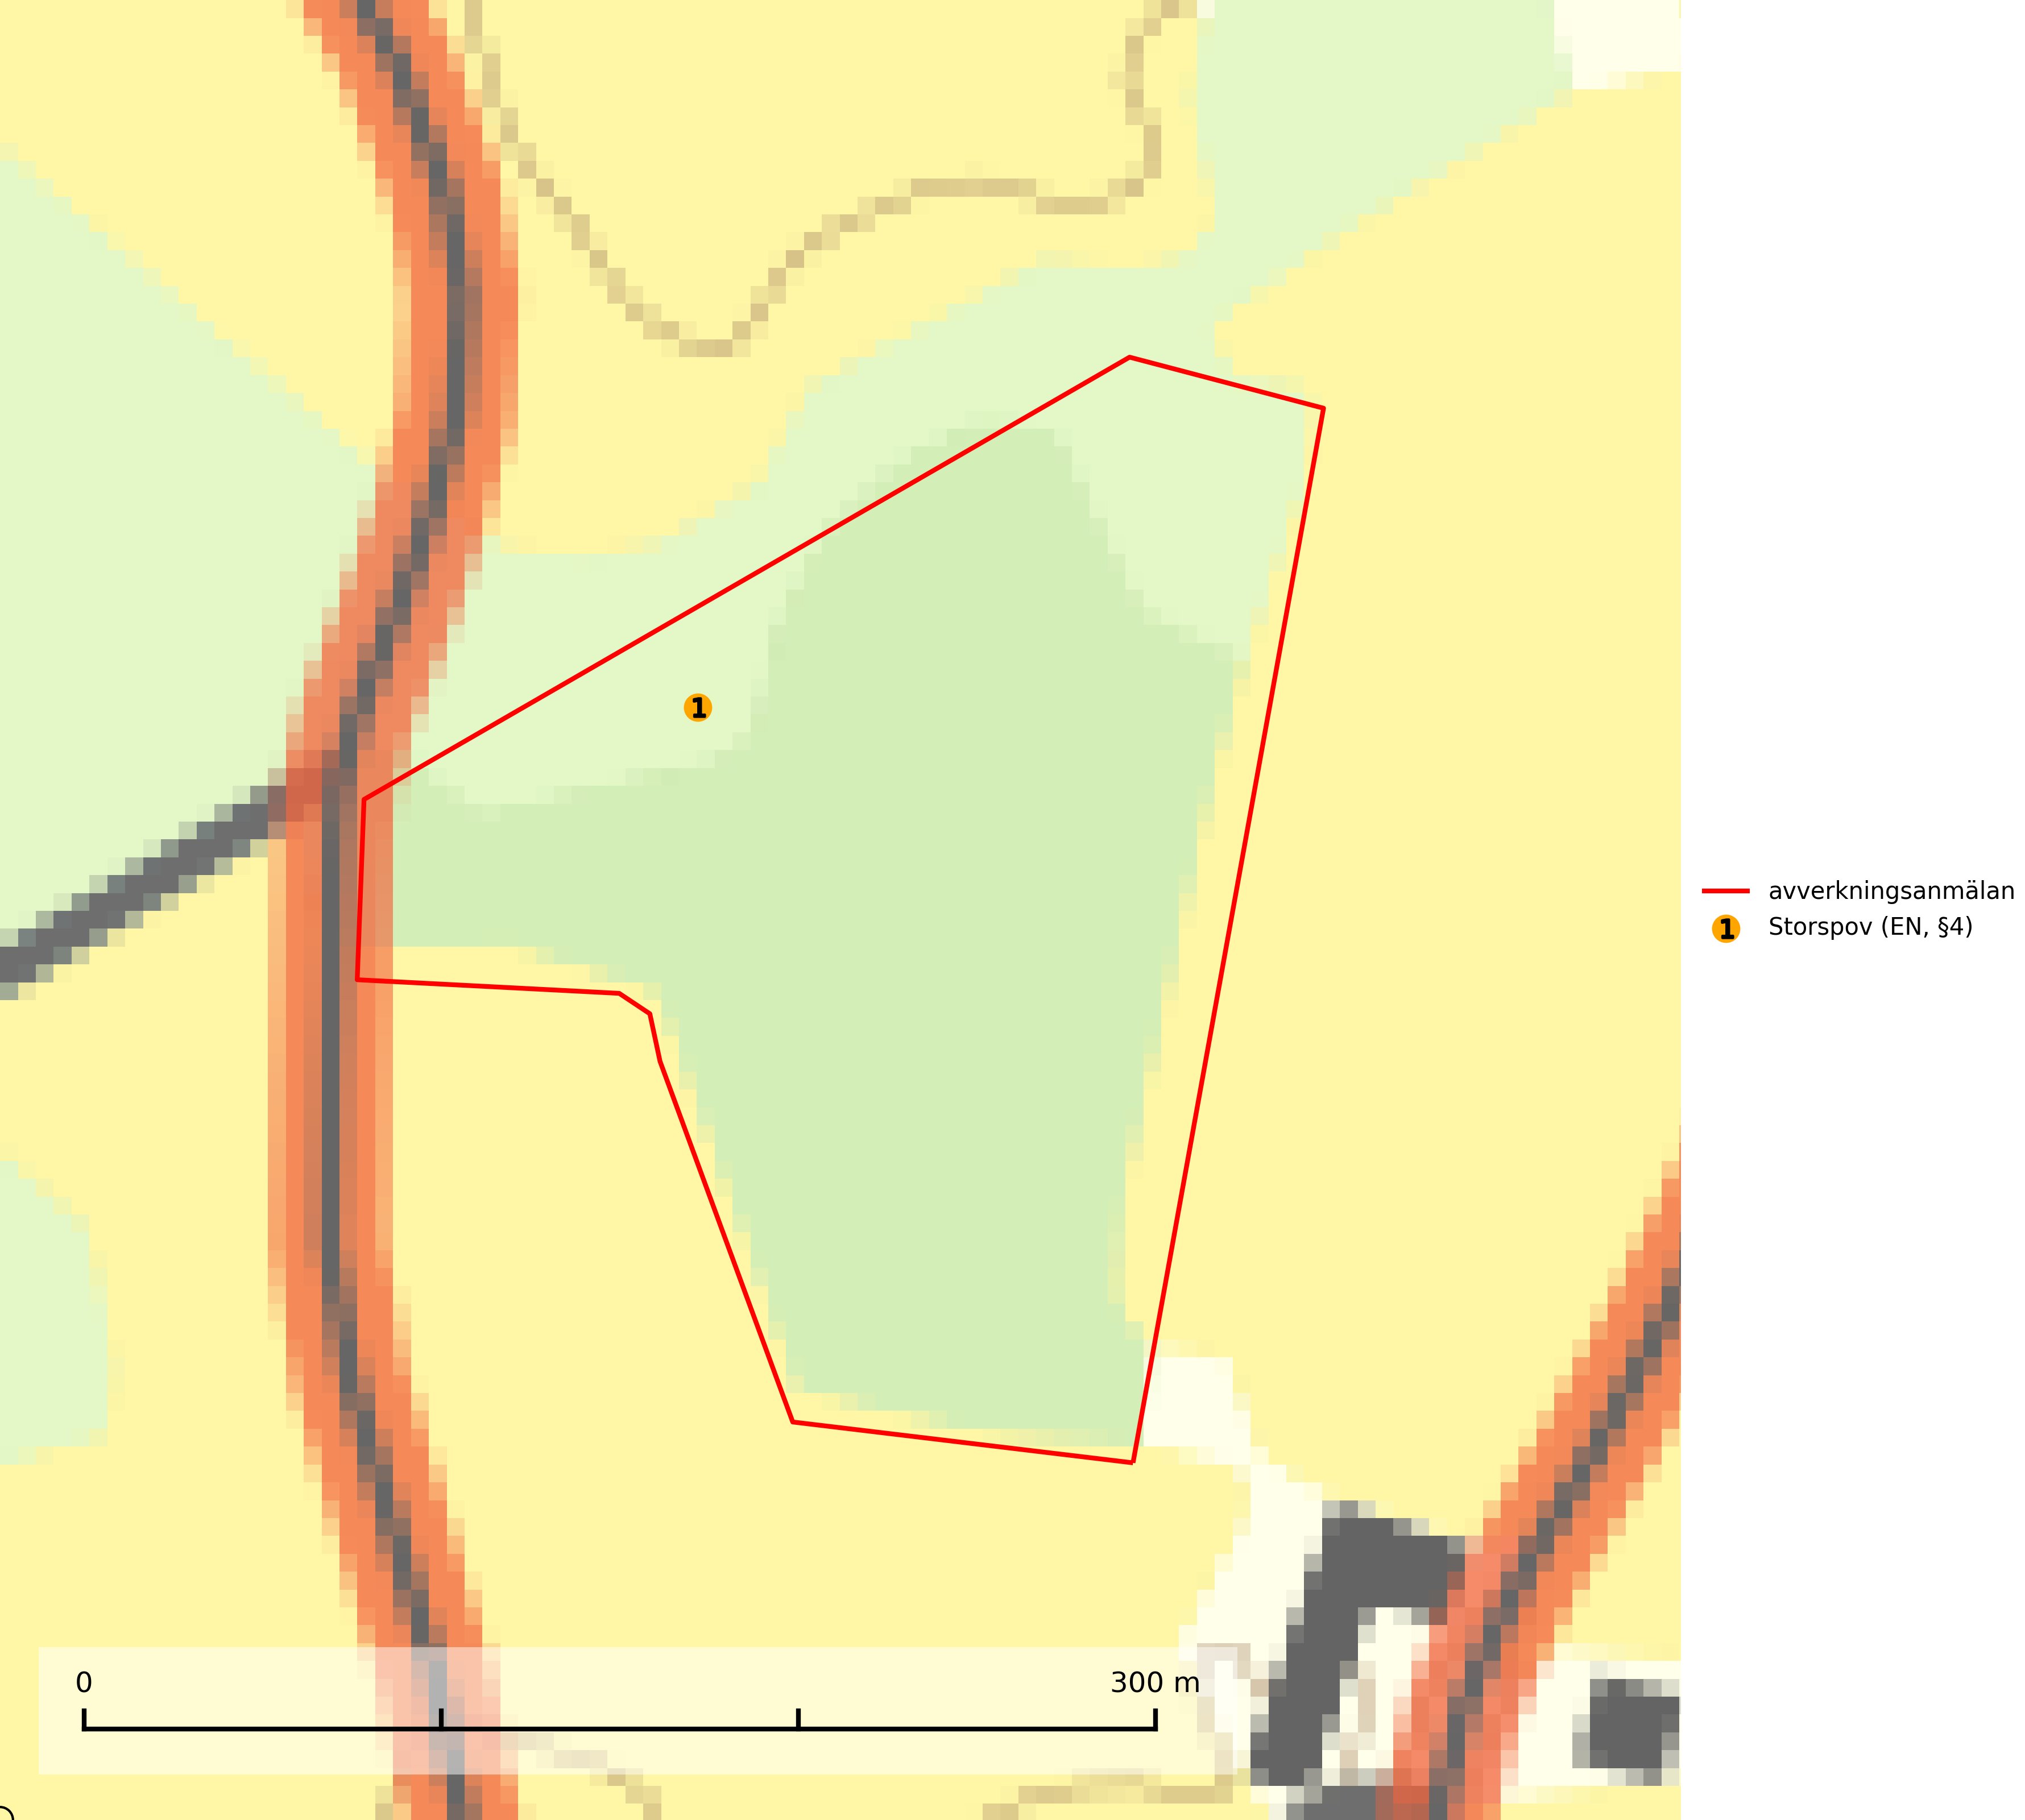 1
avverkningsanmälan
1 Storspov (EN, §4)
0 300 m